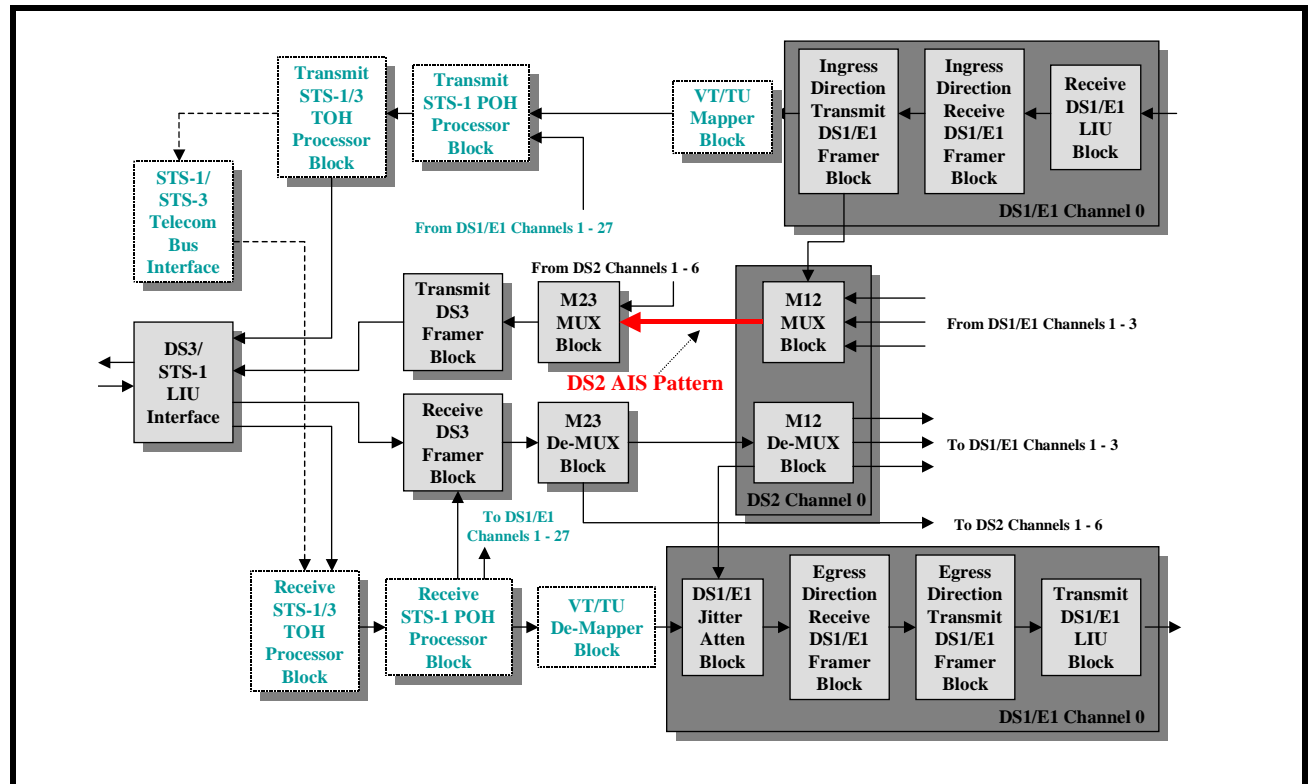 Transmit
STS-1/3
TOH
Processor
Block
Transmit
STS-1 POH
Processor
Block
VT/TU
Mapper
Block
Ingress
Direction
Transmit
DS1/E1
Framer
Block
Ingress
Direction
Receive
DS1/E1
Framer
Block
Receive
DS1/E1
LIU
Block
DS1/E1 Channel 0
STS-1/
STS-3
Telecom
Bus
Interface
From DS1/E1 Channels 1 - 27
From DS2 Channels 1 - 6
Transmit
DS3
Framer
Block
M23
MUX
Block
M12
MUX
Block
From DS1/E1 Channels 1 - 3
DS2 AIS Pattern
DS3/
STS-1
LIU
Interface
Receive
DS3
Framer
Block
M23
De-MUX
Block
M12
De-MUX
Block
To DS1/E1 Channels 1 - 3
DS2 Channel 0
To DS2 Channels 1 - 6
To DS1/E1
Channels 1 - 27
Receive
STS-1/3
TOH
Processor
Block
Receive
STS-1 POH
Processor
Block
VT/TU
De-Mapper
Block
DS1/E1
Jitter
Atten
Block
Egress
Direction
Receive
DS1/E1
Framer
Block
Egress
Direction
Transmit
DS1/E1
Framer
Block
Transmit
DS1/E1
LIU
Block
DS1/E1 Channel 0